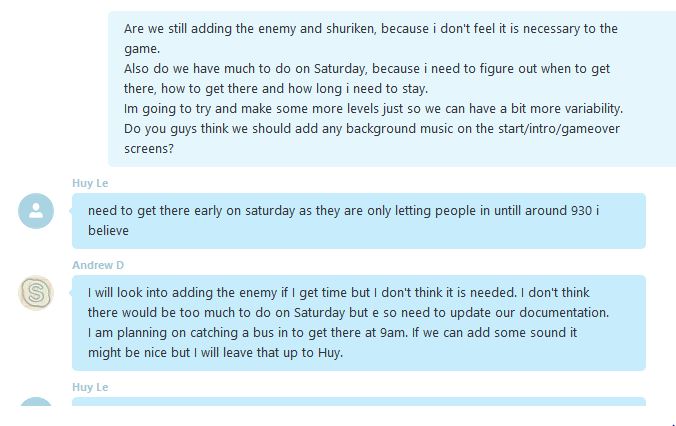 Are we still adding the enemy and shuriken, because i don't feel it is necessary to the
game.
Also do we have much to do on Saturday, because i need to figure out when to get
there, how to get there and how long i need to stay.
Im going to try and make some more levels just so we can have a bit more variability.
Do you guys think we should add any background music on the start/intro/gameover
screens?
Huy Le
need to get there early on saturday as they are only letting people in untill around 930 i
believe
Andrew D
I will look into adding the enemy if I get time but I don't think it is needed. I don't think
there would be too much to do on Saturday but e so need to update our documentation.
I am planning on catching a bus in to get there at 9am. If we can add some sound it
might be nice but I will leave that up to Huy.
Huy Le
.